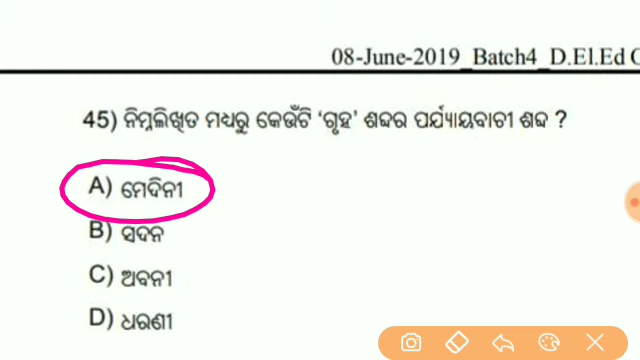 08-June-2019_Batch4_D.El.Ed
45) ନିମ୍ନଲିଖିତ ମଧ୍ୟରୁ କେଉଁଟି ‘ଗୃହ’ ଶବ୍ଦର ପର୍ଯ୍ୟାୟବାଚୀ ଶବ୍ଦ ?
A) ମେଦିନୀ
B) ସଦନ
C) ଅବନୀ
D) ଧରଣୀ